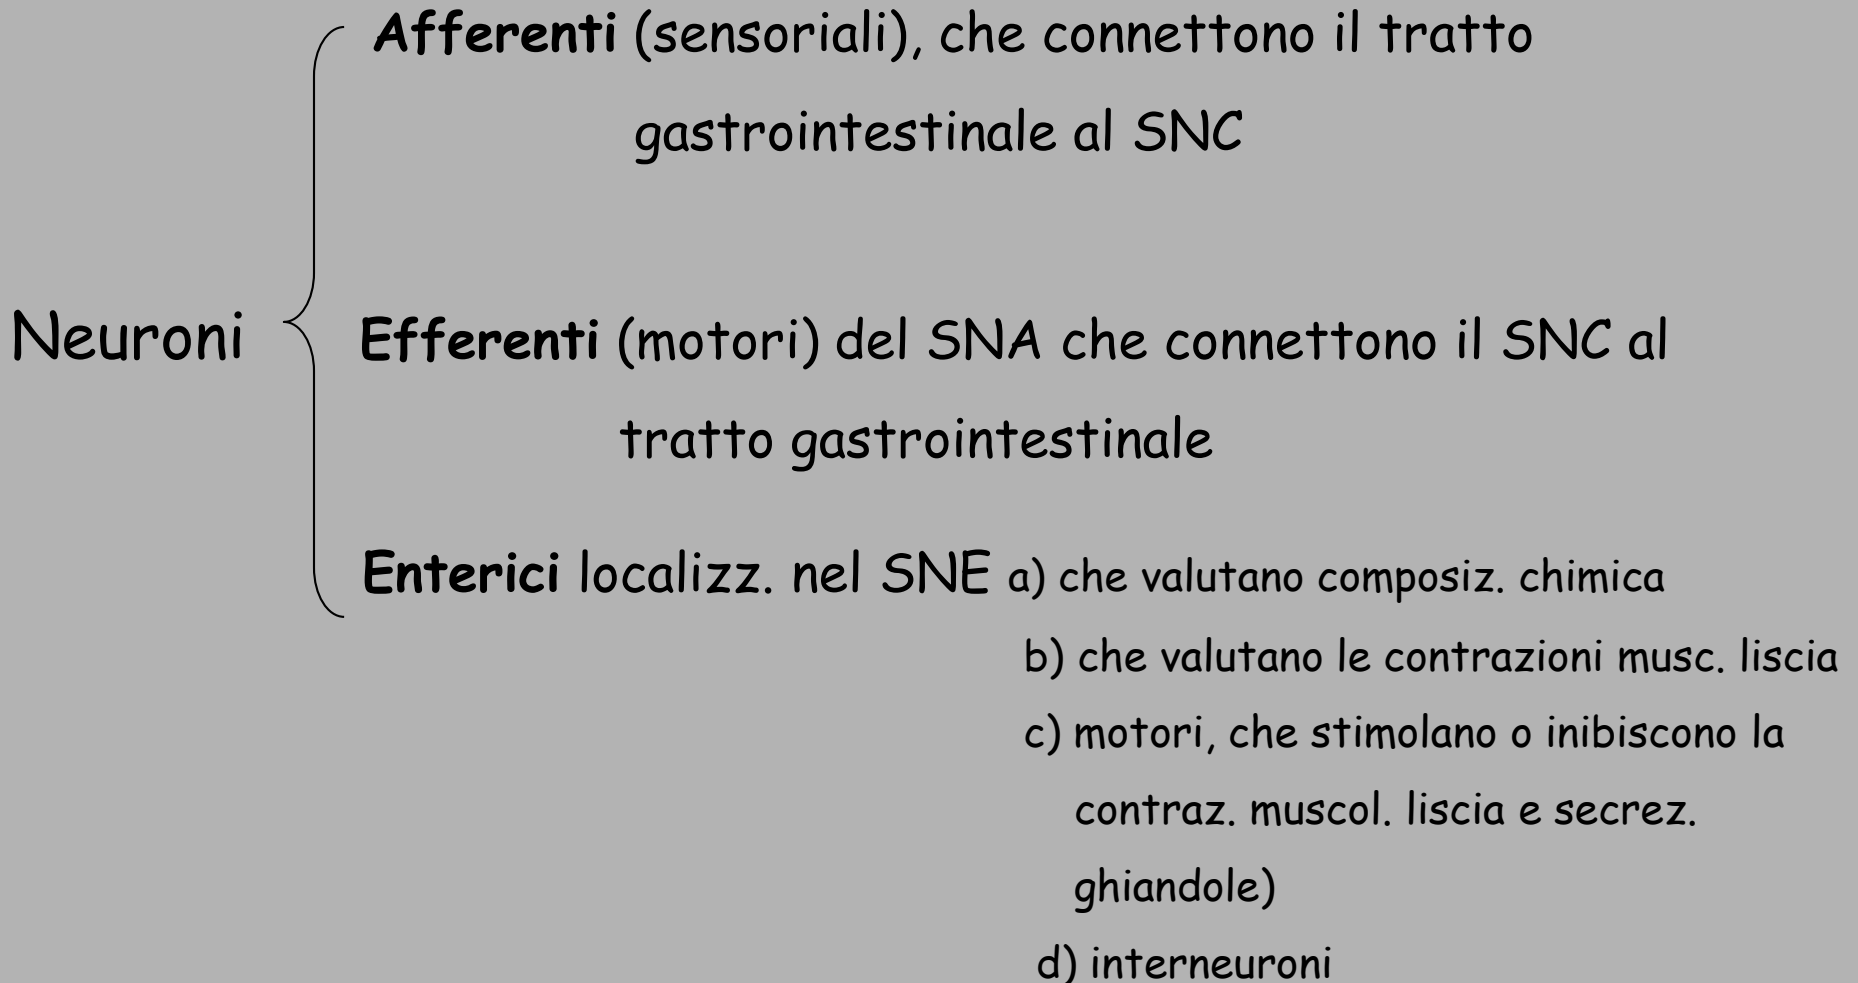 Afferenti (sensoriali), che connettono il tratto
gastrointestinale al SNC
Neuroni
Efferenti (motori) del SNA che connettono il SNC al
tratto gastrointestinale
Enterici localizz. nel SNE a) che valutano composiz. chimica
b) che valutano le contrazioni musc. liscia
c) motori, che stimolano o inibiscono la
contraz. muscol. liscia e secrez.
ghiandole)
d) interneuroni